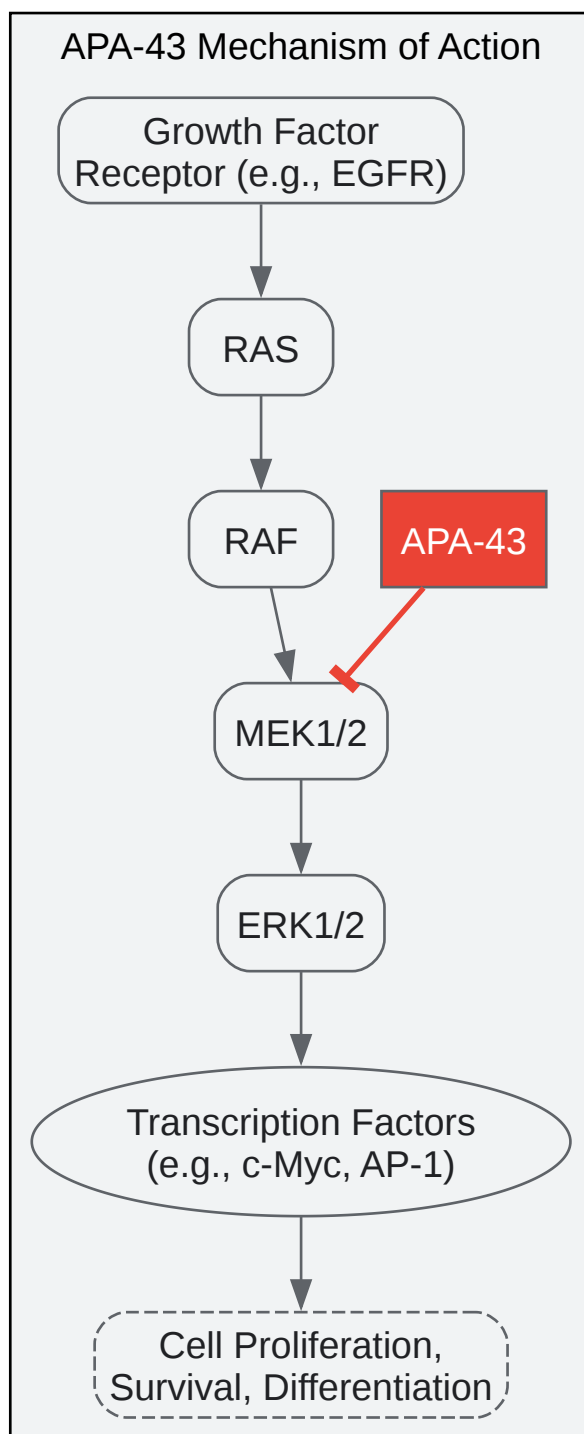 APA-43 Mechanism of Action
Growth Factor
Receptor (e.g., EGFR)
RAS
RAF
APA-43
MEK1/2
ERK1/2
Transcription Factors
(e.g., c-Myc, AP-1)
Cell Proliferation,
Survival, Differentiation